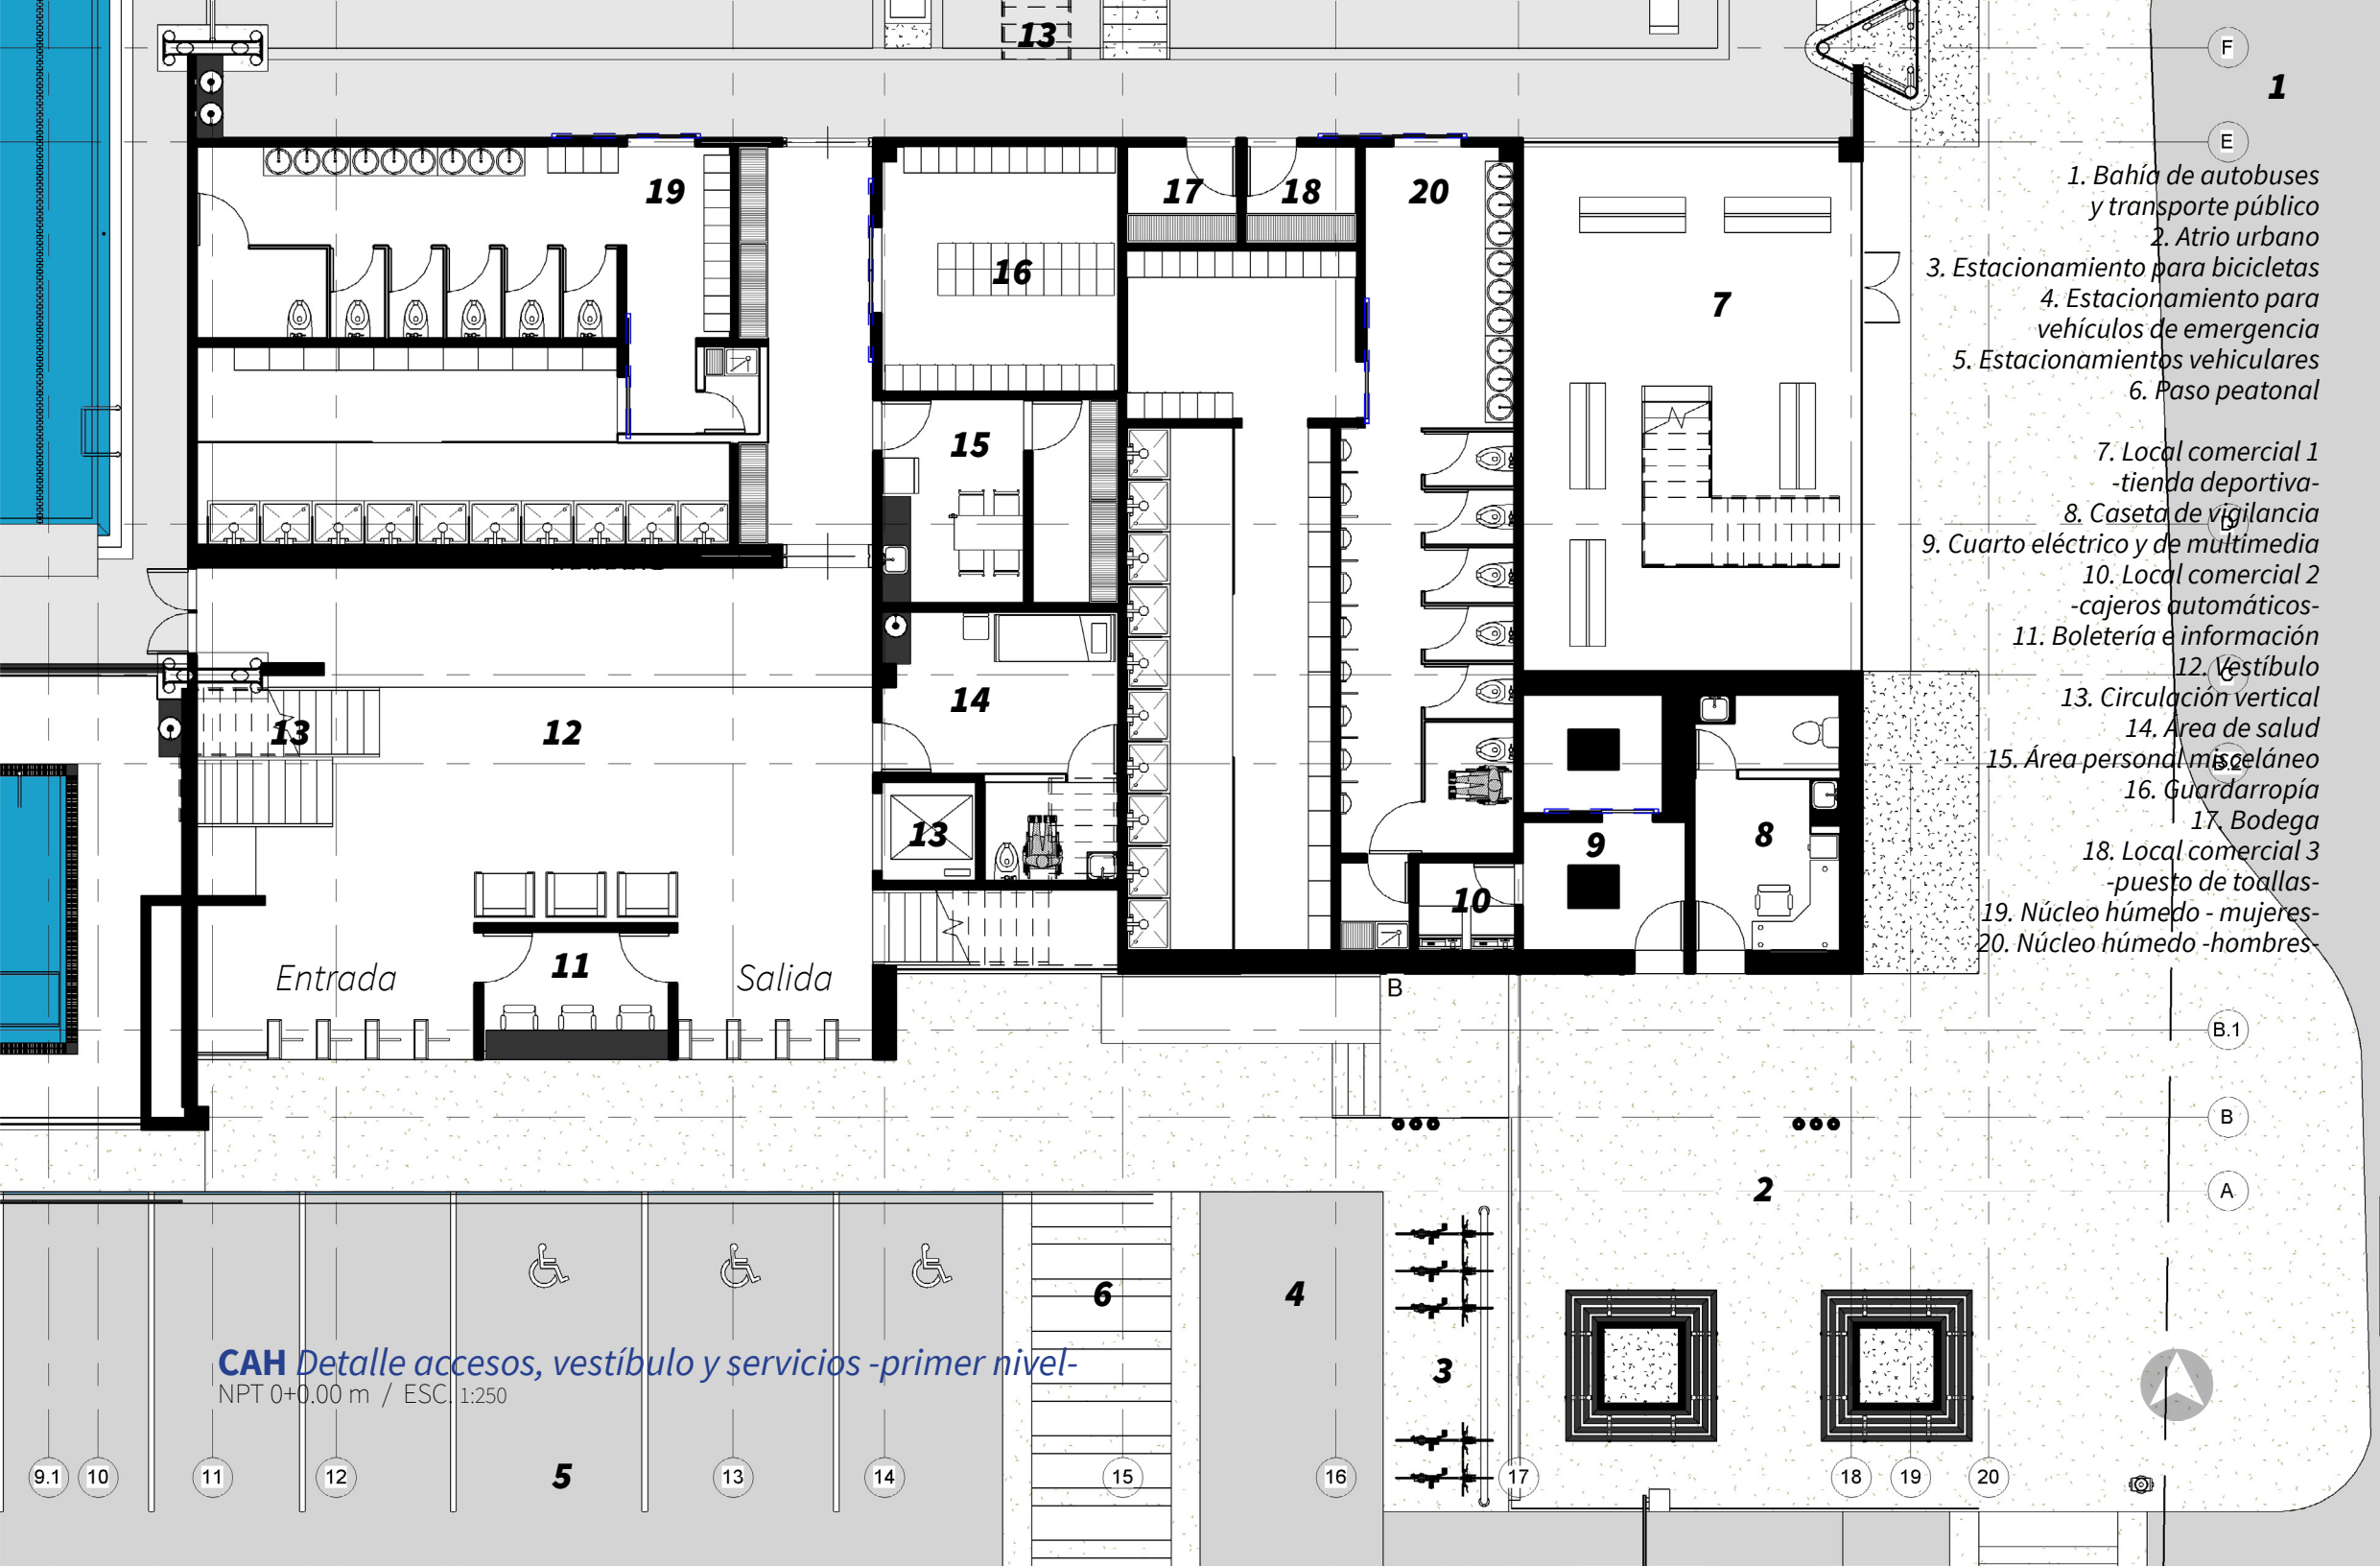 13
F
1
E
1. Bahía de autobuses
y transporte público
2. Atrio urbano
3. Estacionamiento para bicicletas
4. Estacionamiento para
vehículos de emergencia
5. Estacionamientos vehiculares
6. Paso peatonal
7. Local comercial 1
-tienda deportiva-
8. Caseta de vigilancia
9. Cuarto eléctrico y de multimedia
10. Local comercial 2
-cajeros automáticos-
11. Boletería e información
12. Vestíbulo
13. Circulación vertical
14. Área de salud
15. Área personal misceláneo
16. Guardarropía
17. Bodega
18. Local comercial 3
-puesto de toallas-
19. Núcleo húmedo - mujeres-
20. Núcleo húmedo -hombres-
D
C
B.2
19
17
18
20
16
7
15
14
13
12
13
9
8
10
11
Entrada
Salida
B
B.1
B
2
A
6
4
3
CAH Detalle accesos, vestíbulo y servicios -primer nivel-
NPT 0+0.00 m / ESC. 1:250
5
9.1
10
11
12
13
14
15
16
17
18
19
20